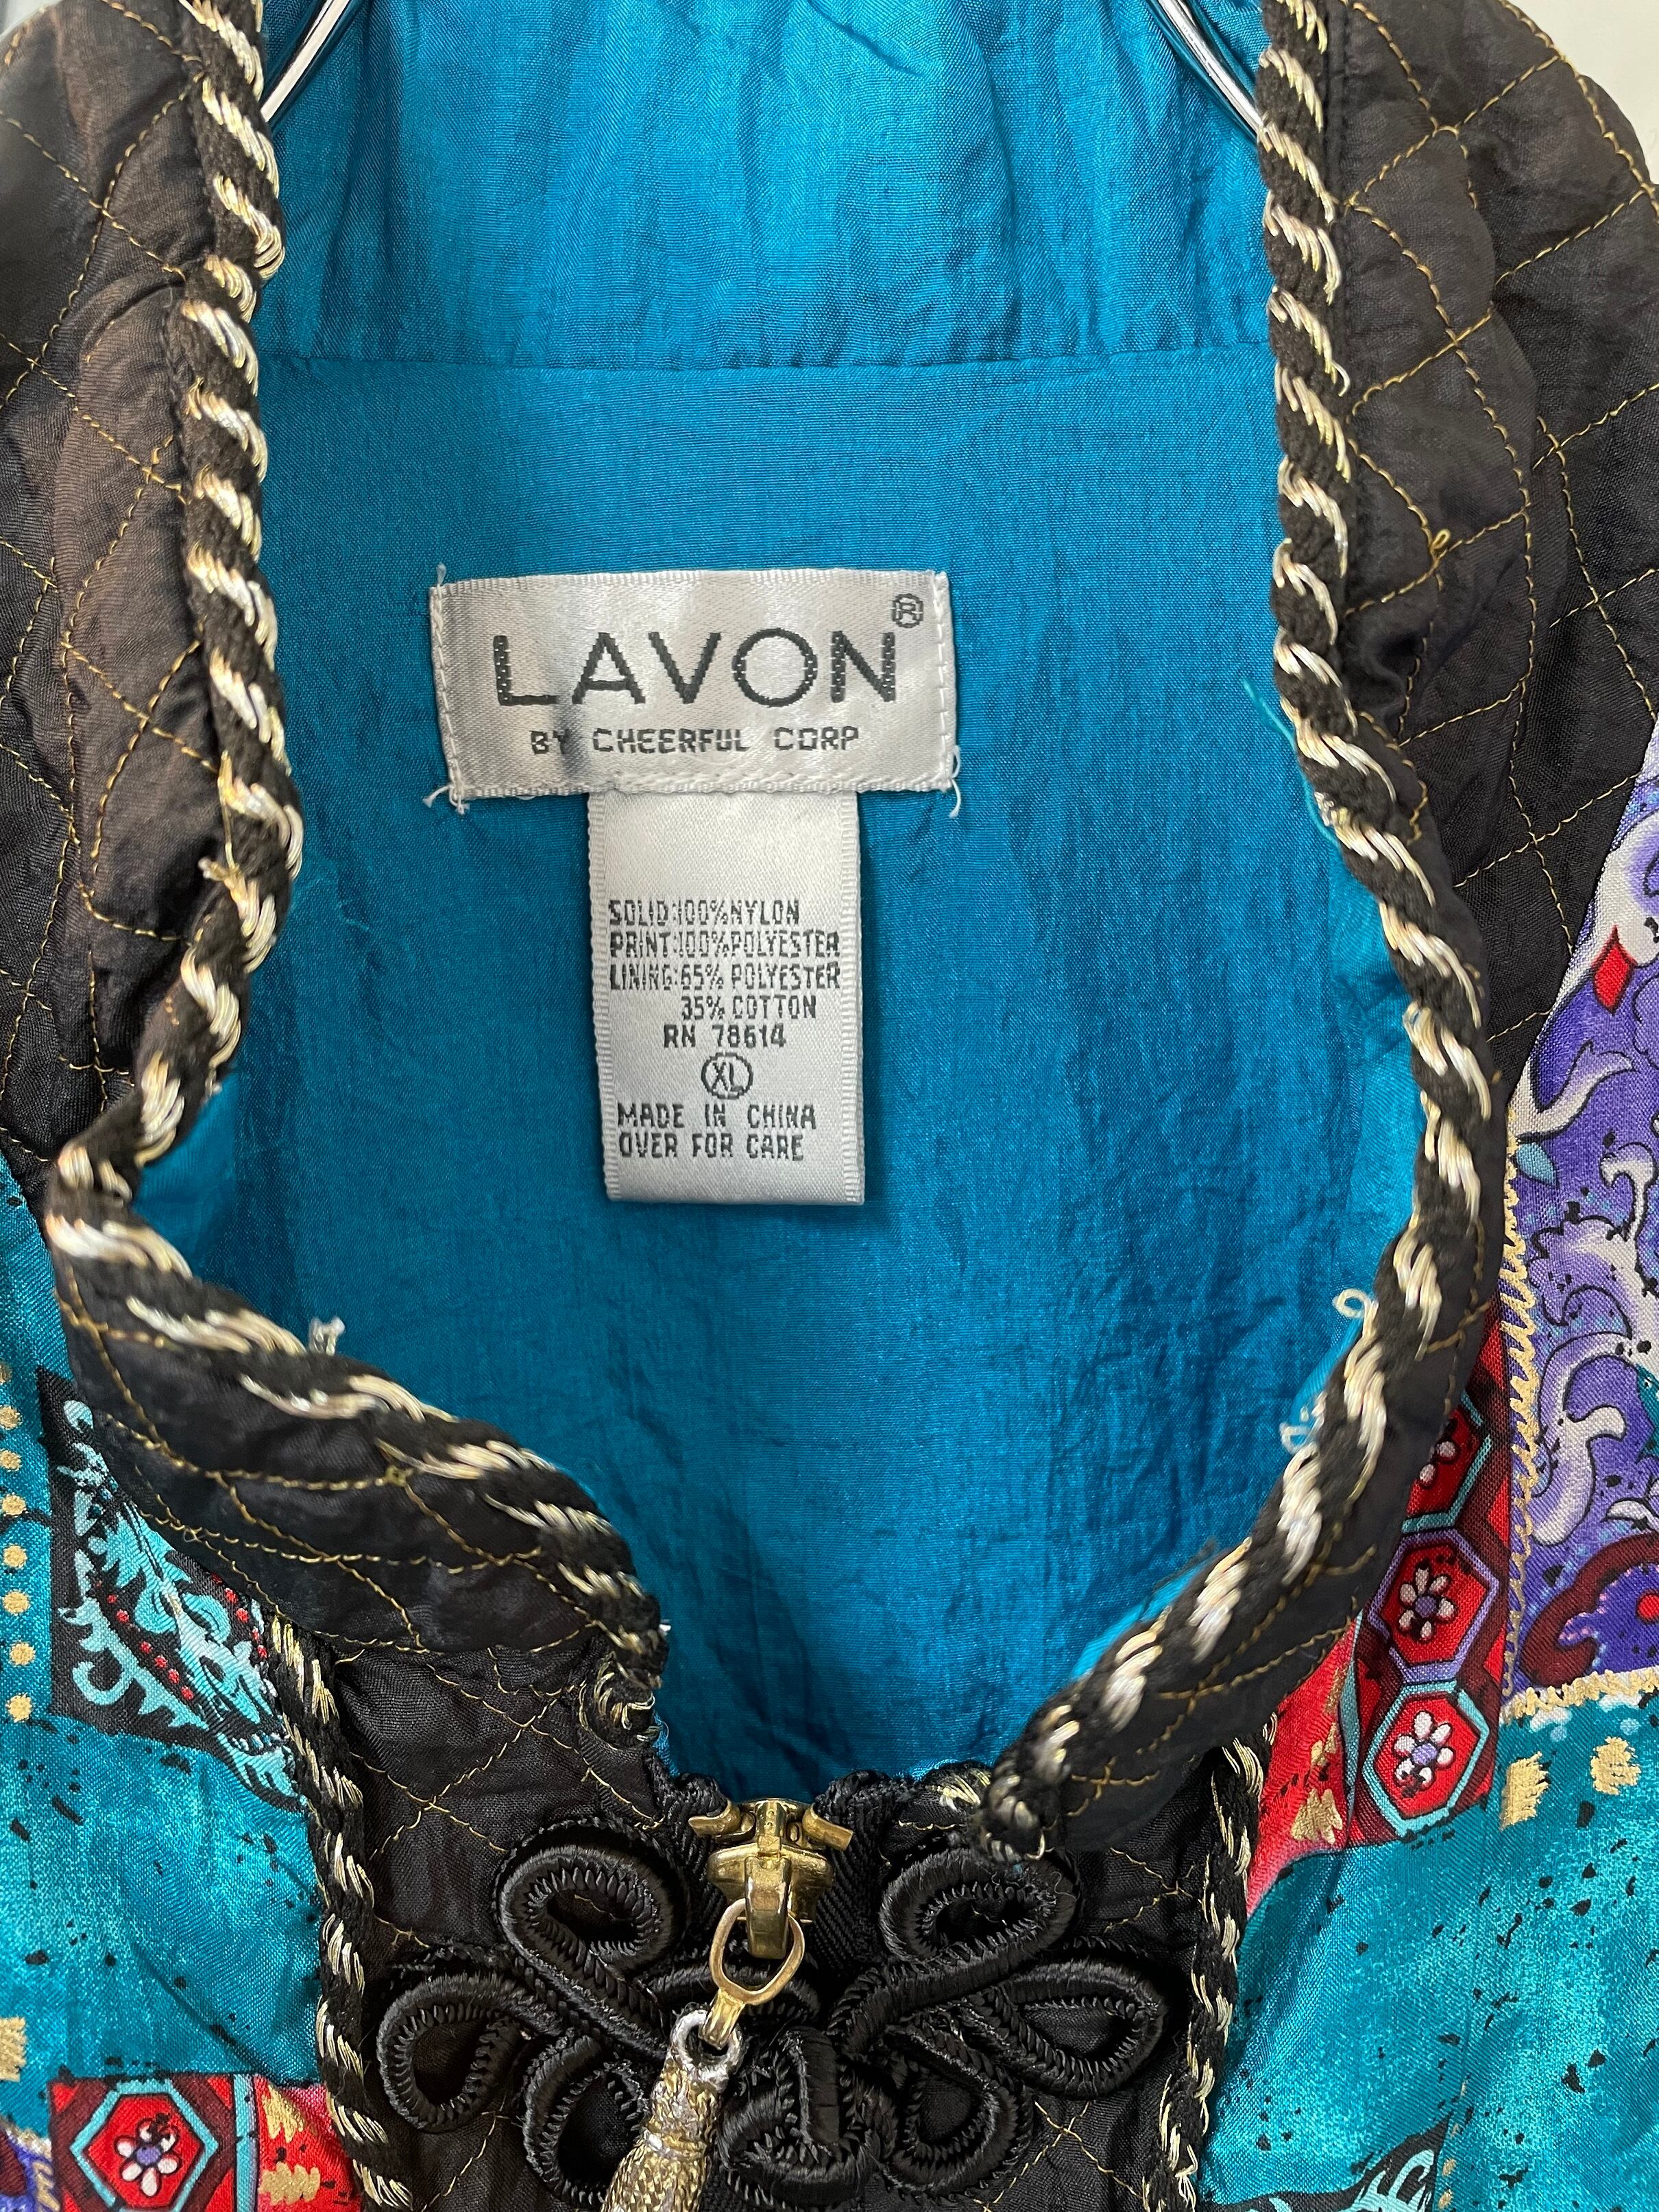 LAVON®
BY CHEERFUL CORP
SOLID:100%NYLON
PRINT:100%POLYESTER
LINING:65% POLYESTER
35% COTTON
RN 78614
XL
MADE IN CHINA
OVER FOR CARE